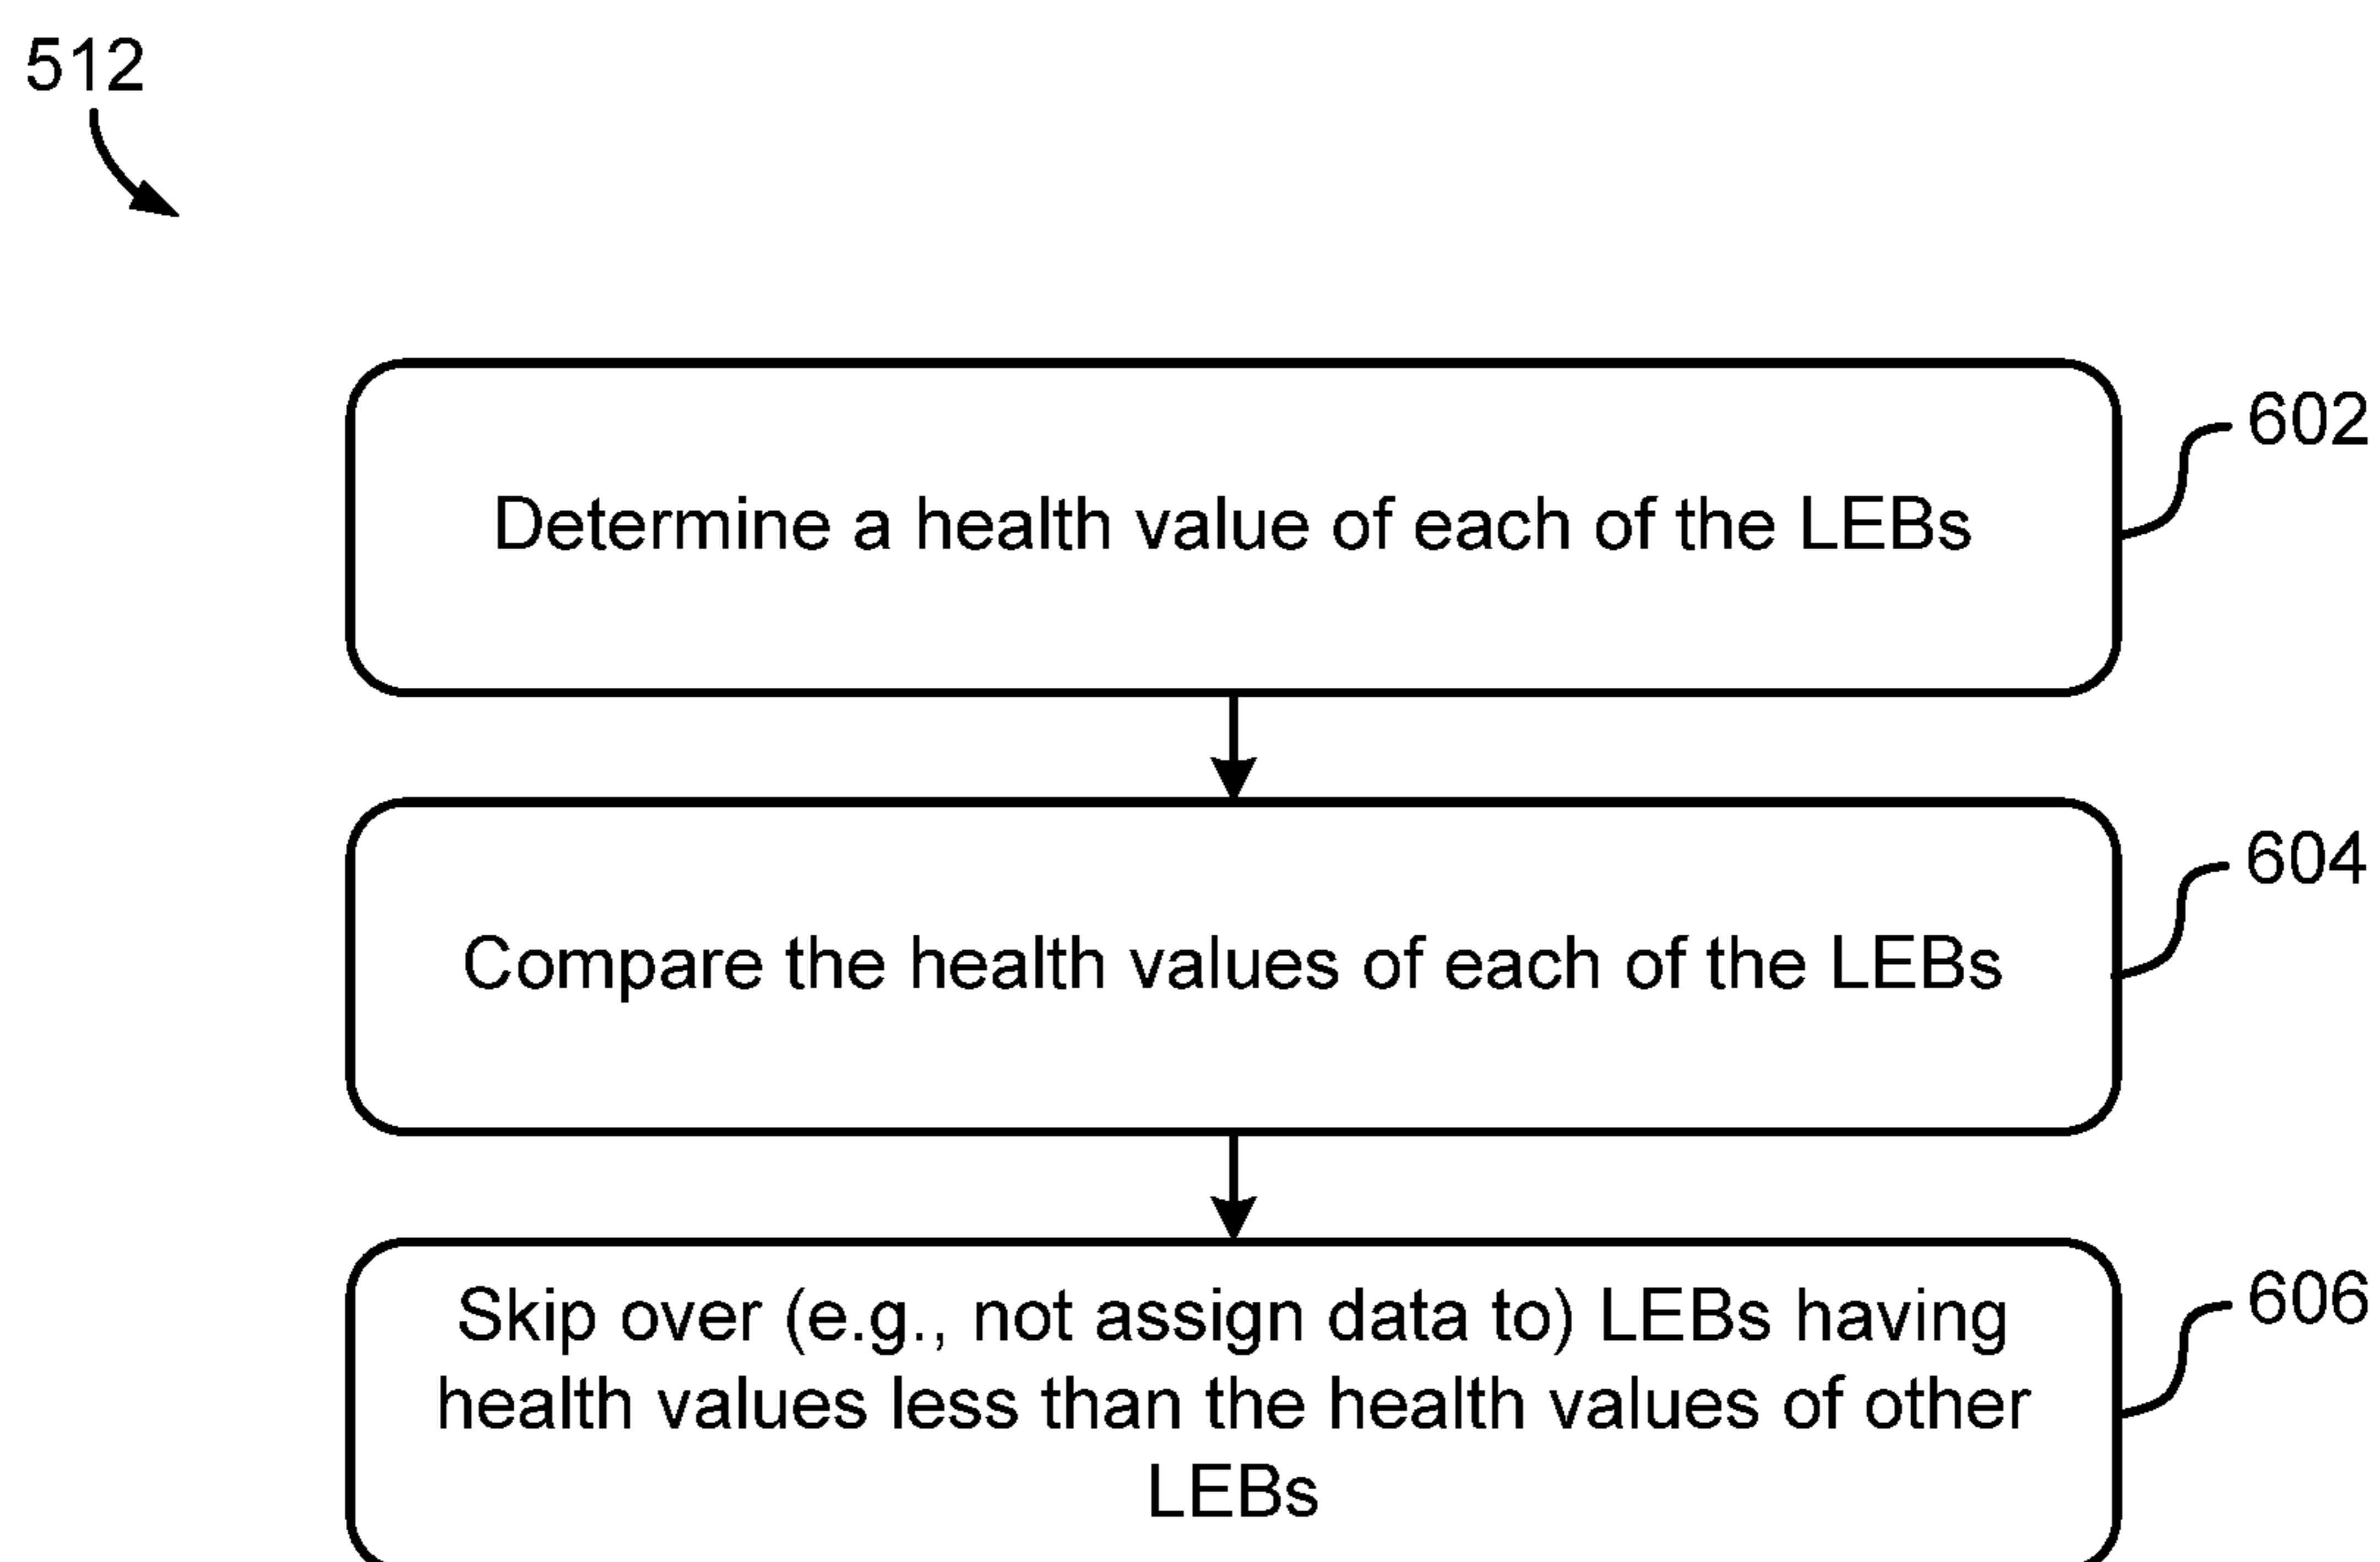 512
602
Determine a health value of each of the LEBs
604
Compare the health values of each of the LEBs
606
Skip over (e.g., not assign data to) LEBs having
health values less than the health values of other
LEBs